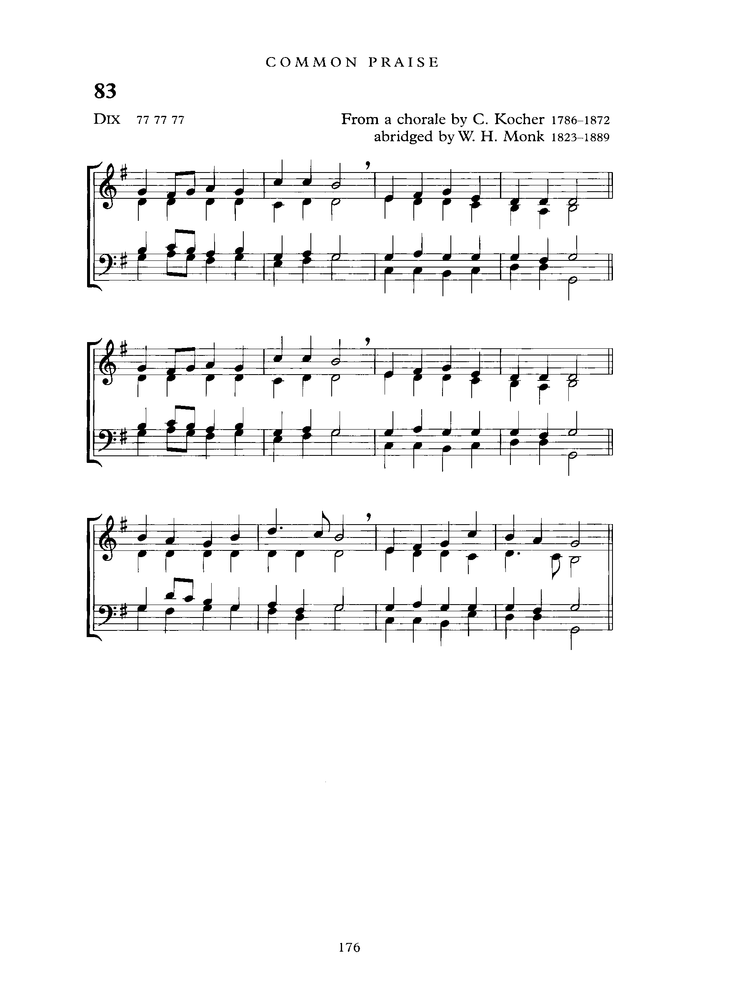 COMMON PRAISE
83
DIX 77 77 77
From a chorale by C. Kocher 1786–1872
abridged by W. H. Monk 1823–1889
176